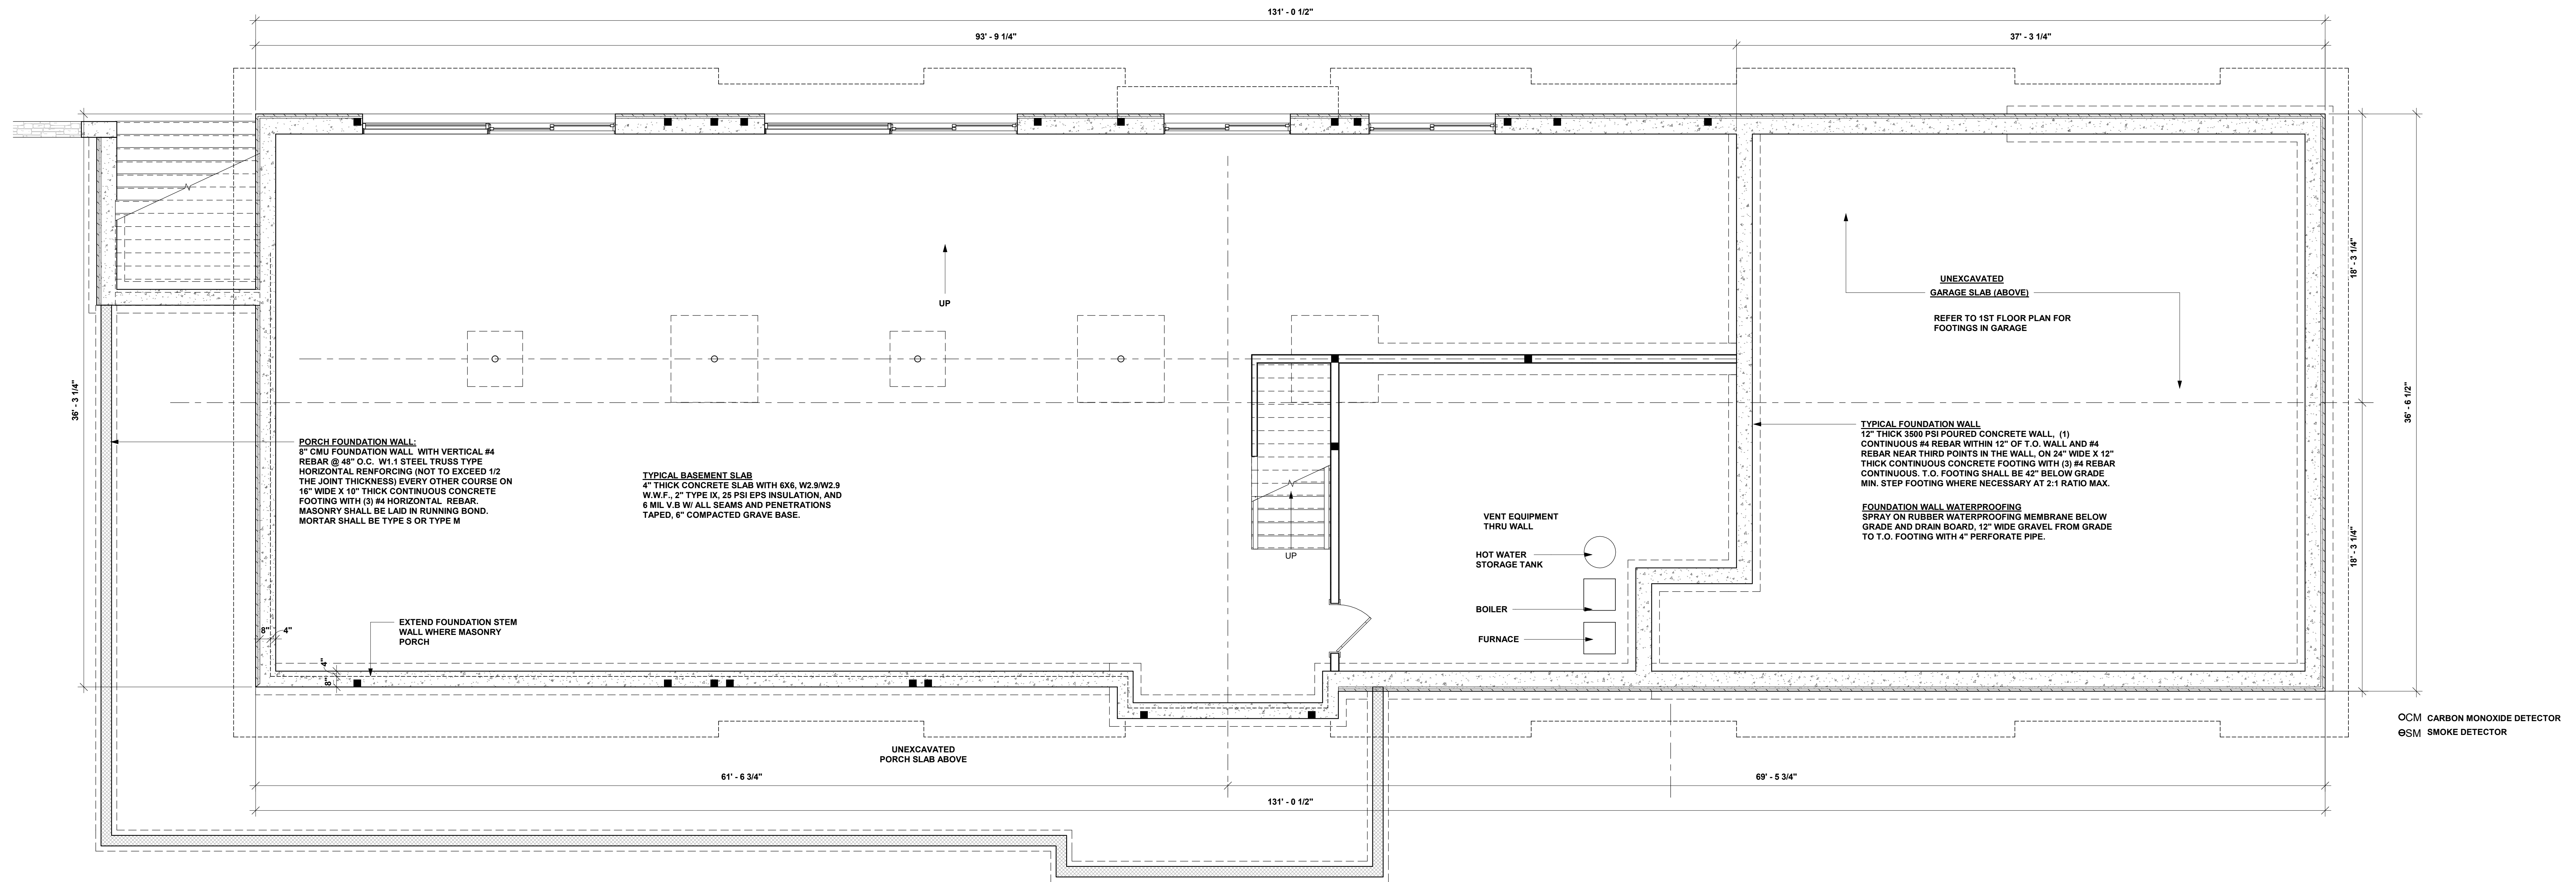 131' - 0 1/2"
93' - 9 1/4"
37' - 3 1/4"
UP
UNEXCAVATED
GARAGE SLAB (ABOVE)
REFER TO 1ST FLOOR PLAN FOR
FOOTINGS IN GARAGE
18' - 3 1/4"
36' - 3 1/4"
36' - 6 1/2"
PORCH FOUNDATION WALL:
8" CMU FOUNDATION WALL WITH VERTICAL #4
REBAR @ 48" O.C. W1.1 STEEL TRUSS TYPE
HORIZONTAL RENFORCING (NOT TO EXCEED 1/2
THE JOINT THICKNESS) EVERY OTHER COURSE ON
16" WIDE X 10" THICK CONTINUOUS CONCRETE
FOOTING WITH (3) #4 HORIZONTAL REBAR.
MASONRY SHALL BE LAID IN RUNNING BOND.
MORTAR SHALL BE TYPE S OR TYPE M
TYPICAL BASEMENT SLAB
4" THICK CONCRETE SLAB WITH 6X6, W2.9/W2.9
W.W.F., 2" TYPE IX, 25 PSI EPS INSULATION, AND
6 MIL V.B W/ ALL SEAMS AND PENETRATIONS
TAPED, 6" COMPACTED GRAVE BASE.
TYPICAL FOUNDATION WALL
12" THICK 3500 PSI POURED CONCRETE WALL, (1)
CONTINUOUS #4 REBAR WITHIN 12" OF T.O. WALL AND #4
REBAR NEAR THIRD POINTS IN THE WALL, ON 24" WIDE X 12"
THICK CONTINUOUS CONCRETE FOOTING WITH (3) #4 REBAR
CONTINUOUS. T.O. FOOTING SHALL BE 42" BELOW GRADE
MIN. STEP FOOTING WHERE NECESSARY AT 2:1 RATIO MAX.
FOUNDATION WALL WATERPROOFING
SPRAY ON RUBBER WATERPROOFING MEMBRANE BELOW
GRADE AND DRAIN BOARD, 12" WIDE GRAVEL FROM GRADE
TO T.O. FOOTING WITH 4" PERFORATE PIPE.
18' - 3 1/4"
VENT EQUIPMENT
THRU WALL
HOT WATER
STORAGE TANK
UP
BOILER
FURNACE
EXTEND FOUNDATION STEM
WALL WHERE MASONRY
PORCH
8"
4"
4"
8"
CM CARBON MONOXIDE DETECTOR
SM SMOKE DETECTOR
UNEXCAVATED
PORCH SLAB ABOVE
61' - 6 3/4"
69' - 5 3/4"
131' - 0 1/2"